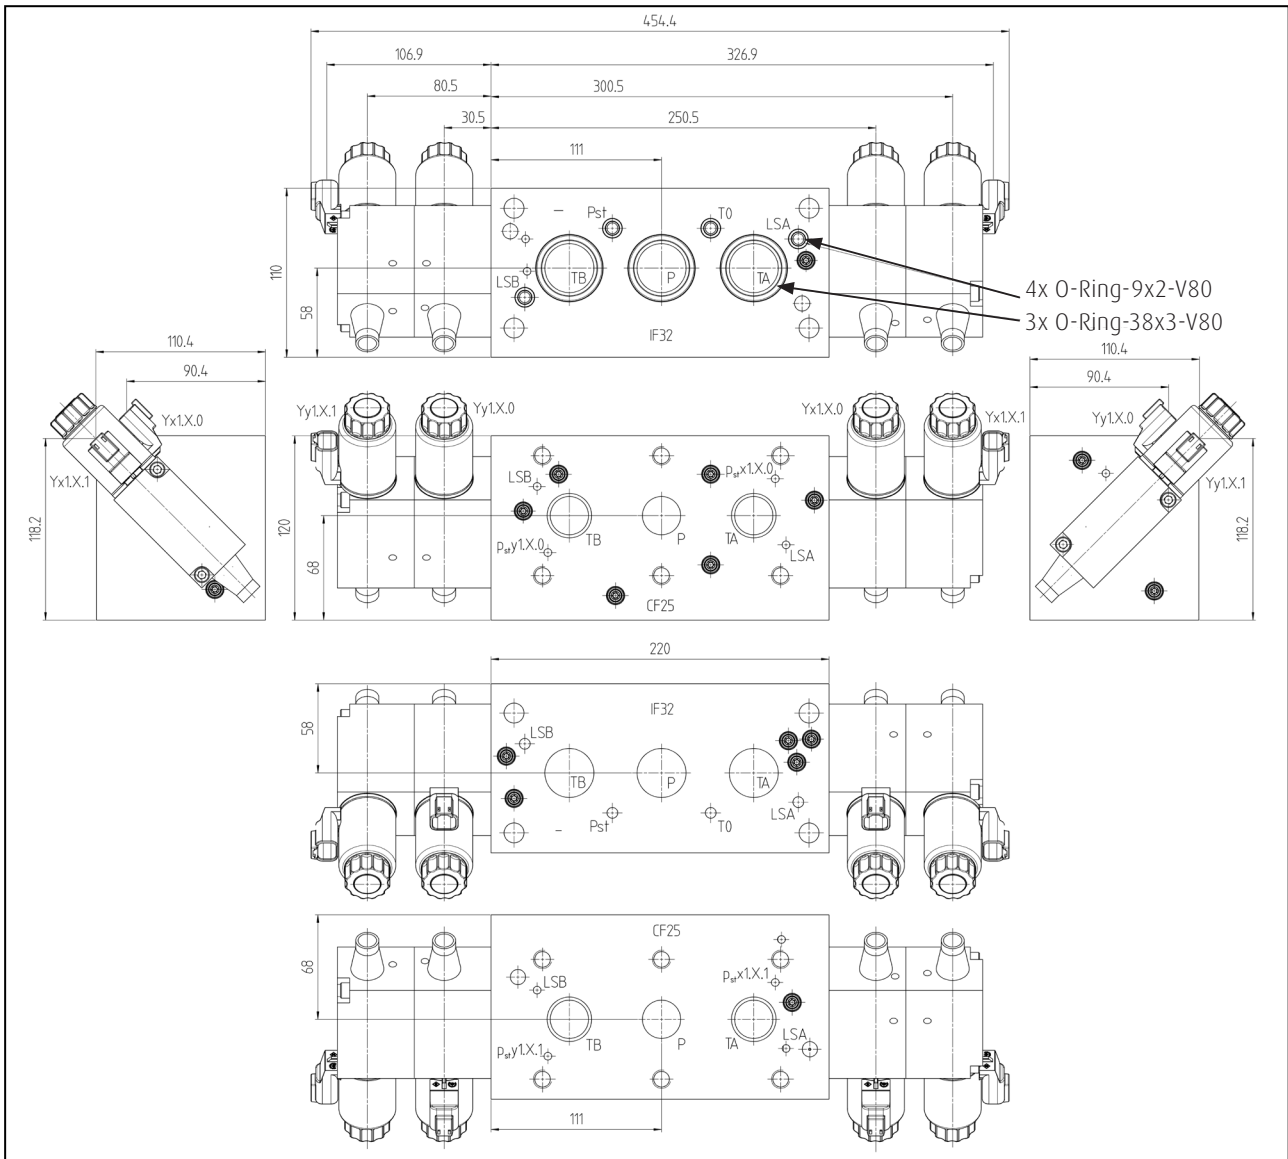 454.4
106.9
326.9
80.5
300.5
30.5
250.5
111
– Pst T0
LSA
110
58
TB P TA
LSB
IF32
4x O-Ring-9x2-V80
3x O-Ring-38x3-V80
110.4
90.4
Yx1.X.0
Yx1.X.1
118.2
Yy1.X.1 Yy1.X.0
Yx1.X.0 Yx1.X.1
120
68
LSB
pstx1.X.0
TB P TA
psty1.X.0
LSA
CF25
110.4
90.4
Yy1.X.0
Yy1.X.1
118.2
220
58
IF32
LSB
TB P TA
LSA
– Pst T0
68
CF25
pstx1.X.1
LSB
TB P TA
LSA
psty1.X.1
111